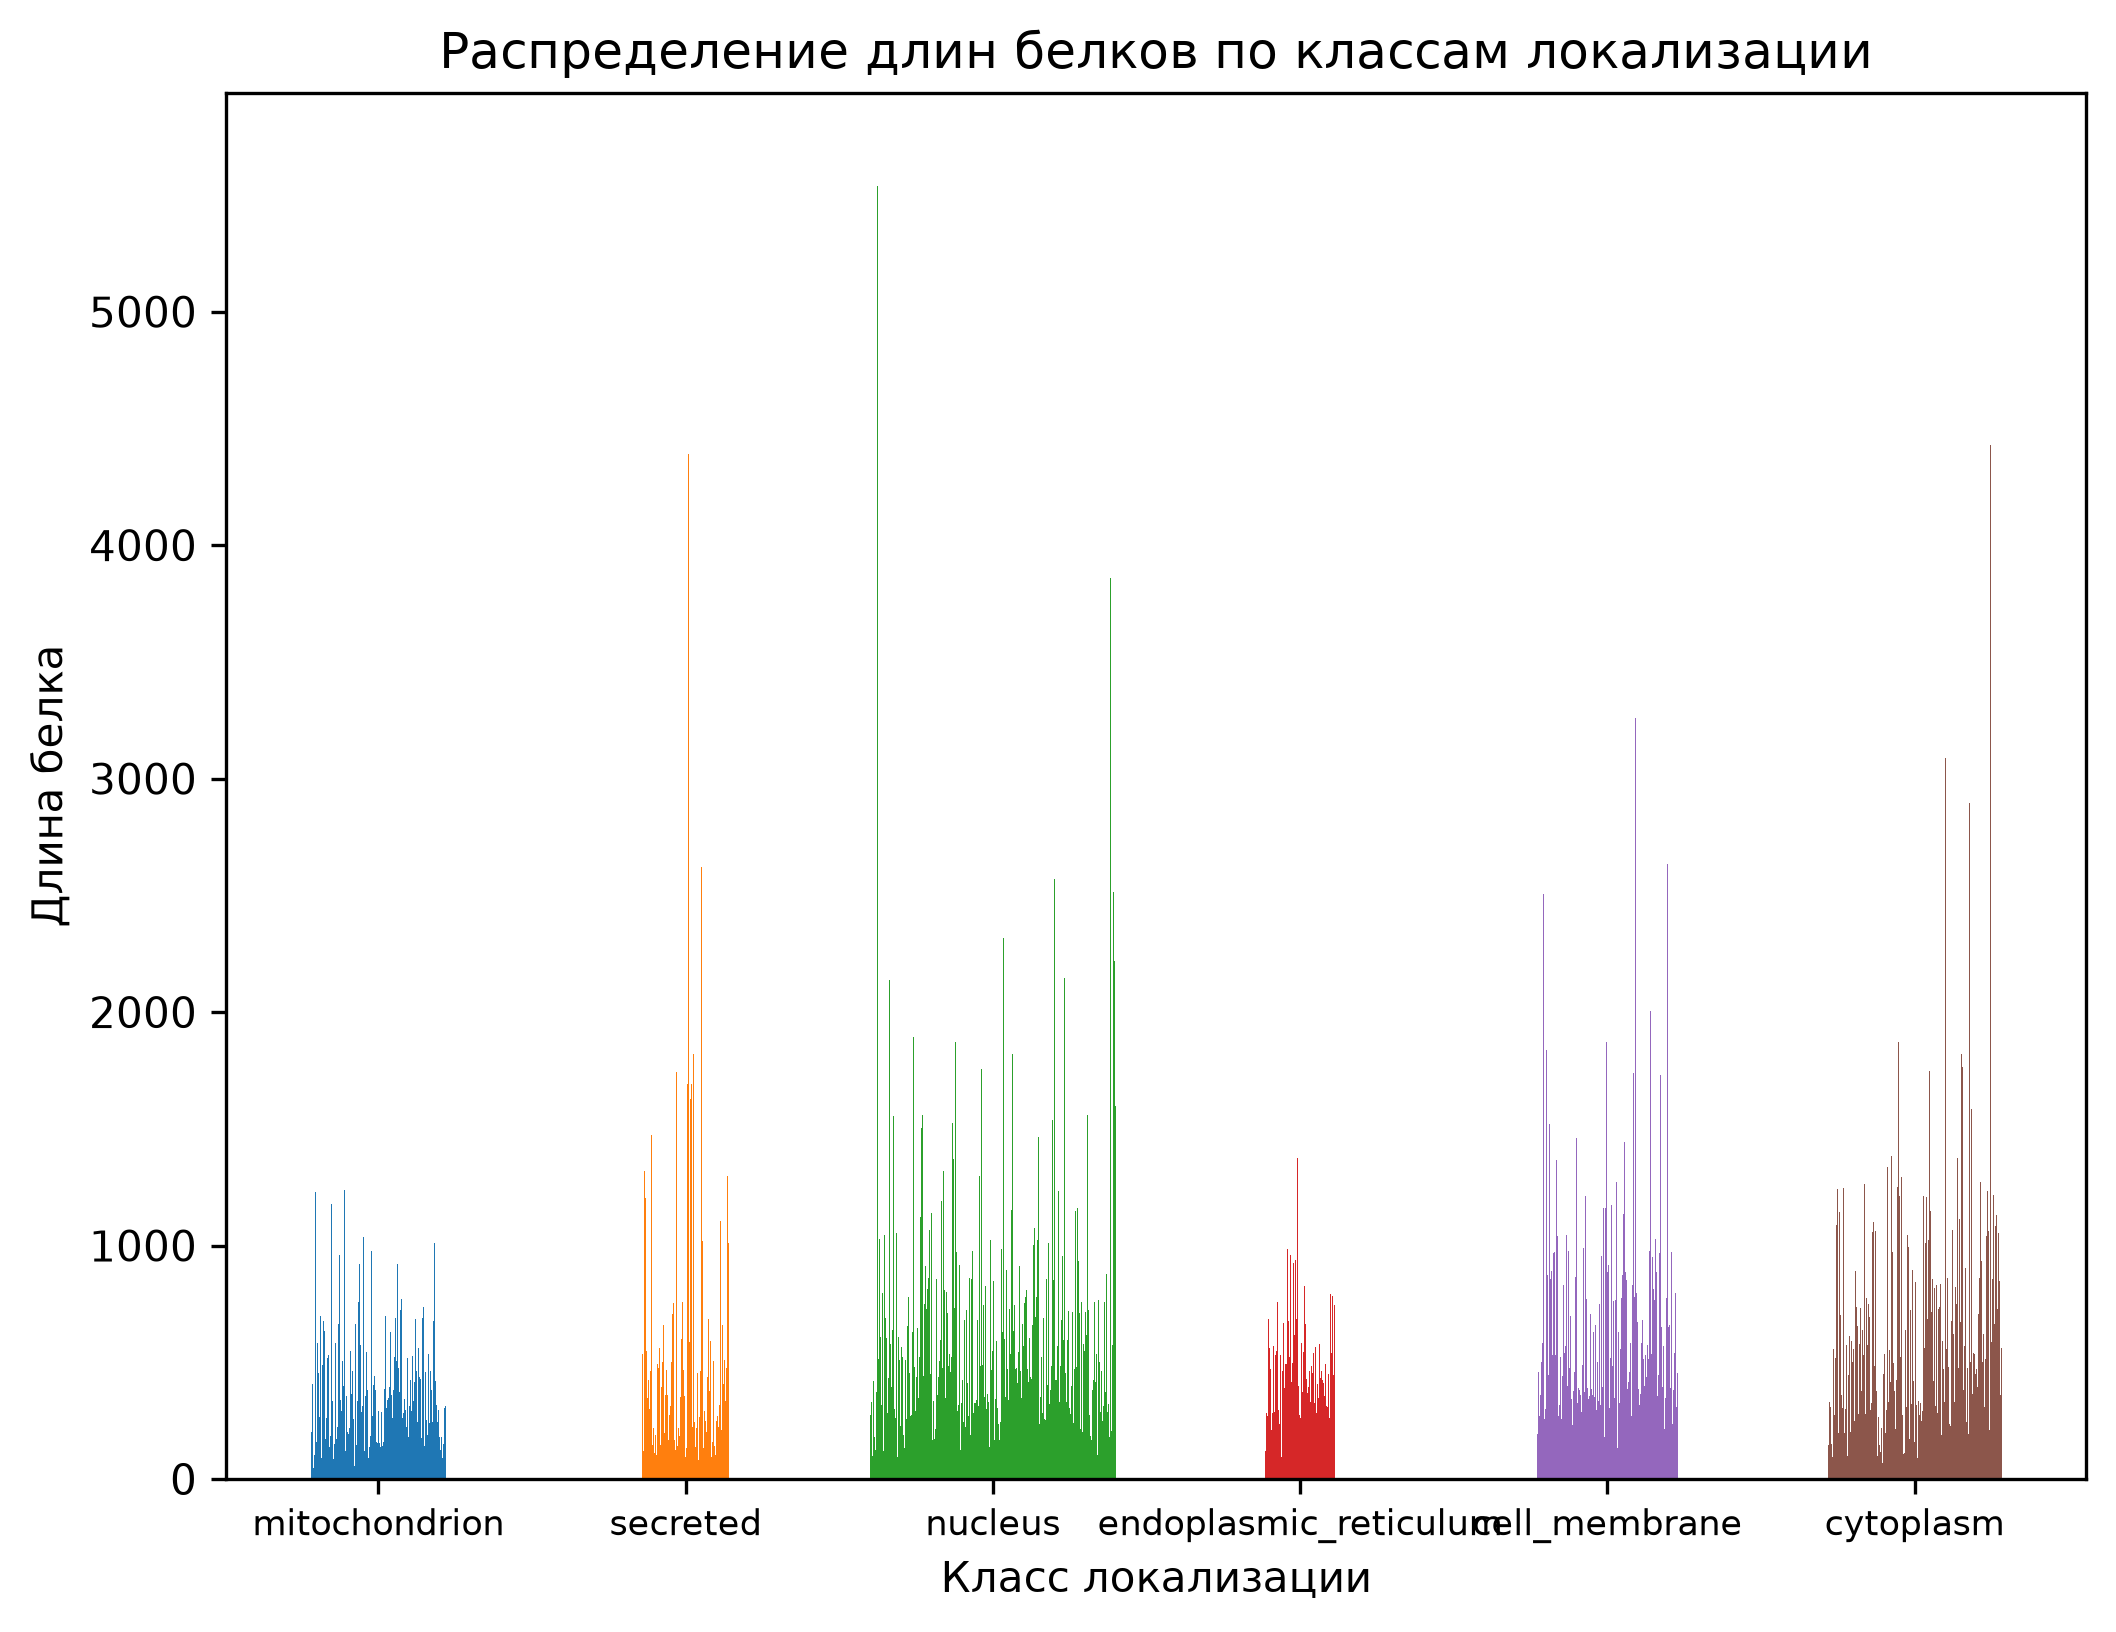 Распределение длин белков по классам локализации
Длина белка
5000
4000
3000
2000
1000
0
mitochondrion secreted nucleus endoplasmic_reticulum cell_membrane cytoplasm
Класс локализации